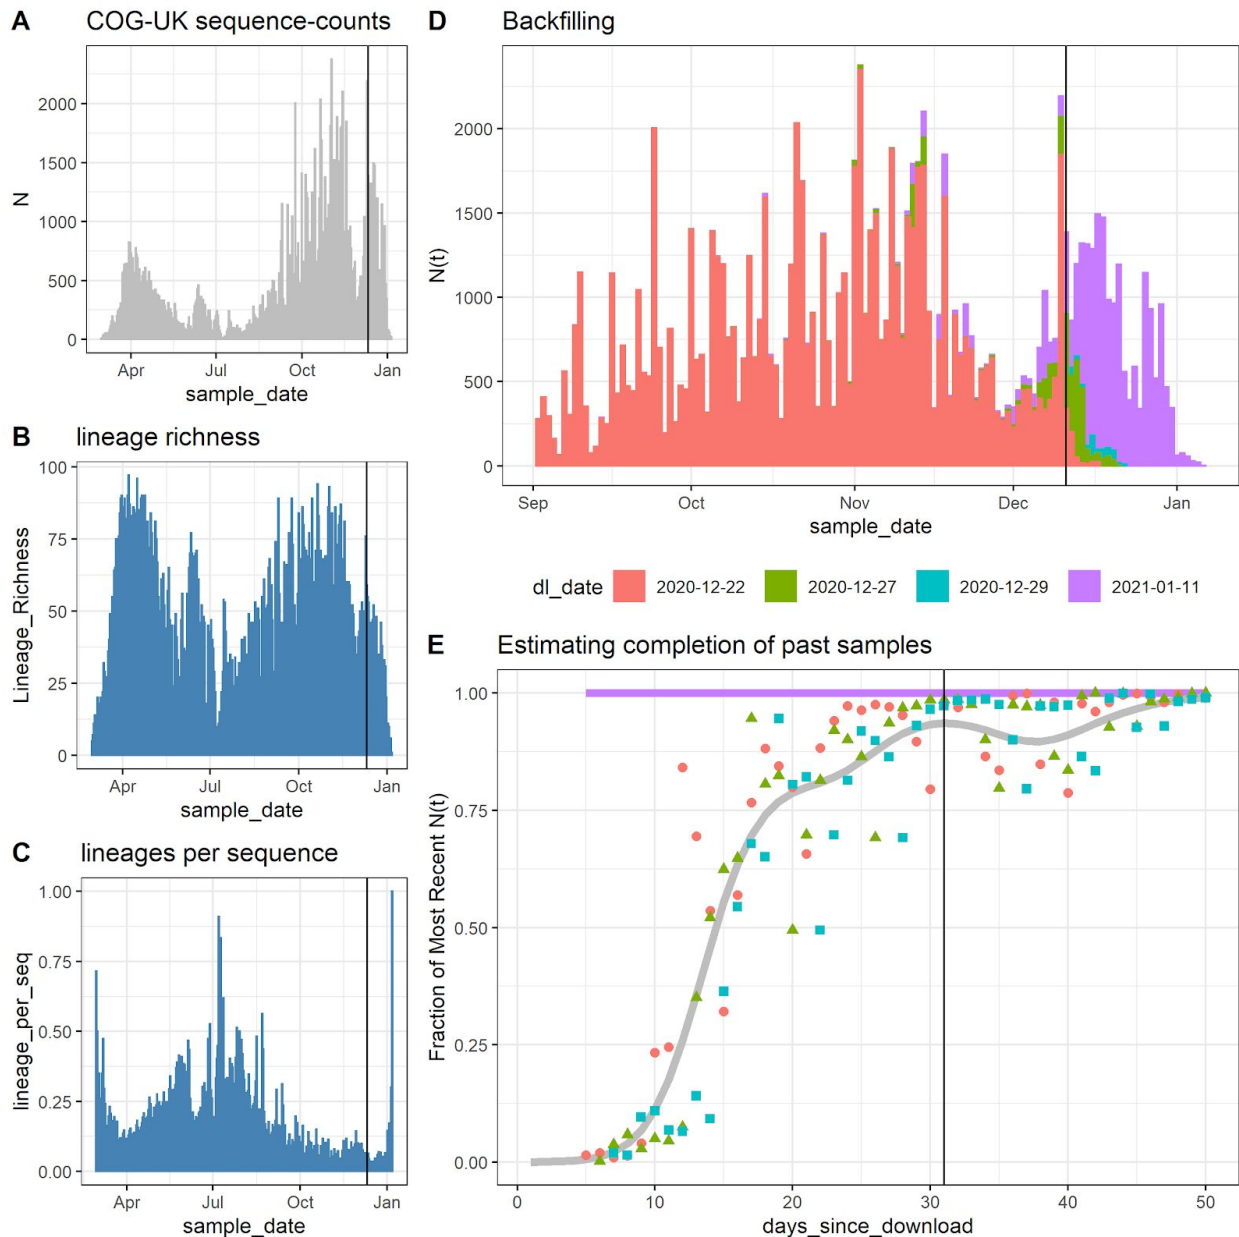 A COG-UK sequence-counts
2000
1500
1000
500
0
N
Apr Jul Oct Jan
sample_date
B lineage richness
100
75
50
25
0
Lineage_Richness
Apr Jul Oct Jan
sample_date
C lineages per sequence
1.00
0.75
0.50
0.25
0.00
lineage_per_seq
Apr Jul Oct Jan
sample_date
D Backfilling
2000
1500
1000
500
0
N(t)
Sep Oct Nov Dec Jan
sample_date
dl_date 2020-12-22 2020-12-27 2020-12-29 2021-01-11
E Estimating completion of past samples
1.00
0.75
0.50
0.25
0.00
Fraction of Most Recent N(t)
0 10 20 30 40 50
days_since_download